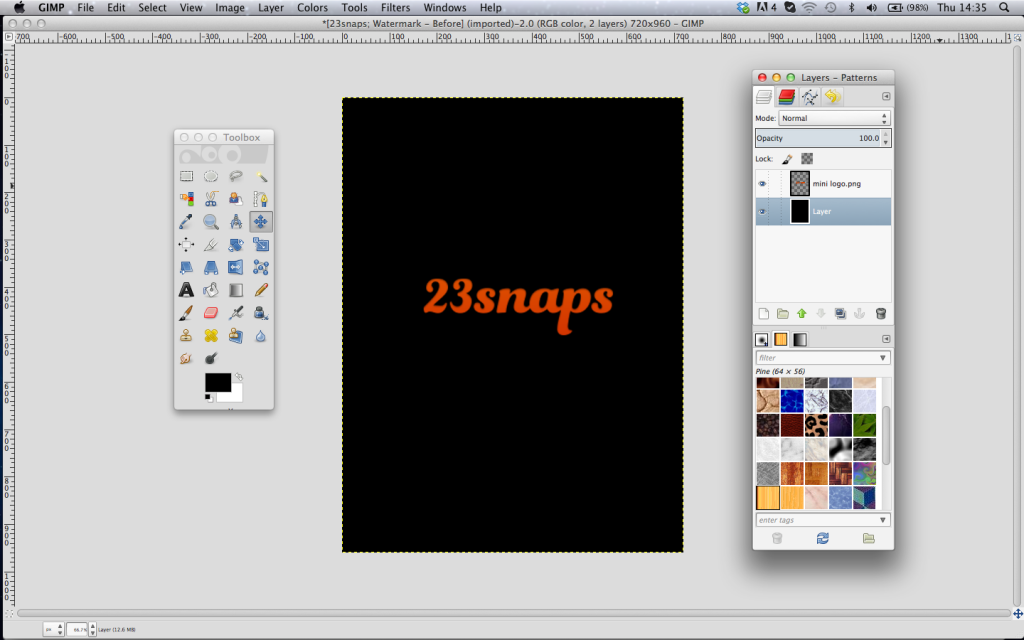 GIMP File Edit Select View Image Layer Colors Tools Filters Windows Help 4 (98%) Thu 14:35
*[23snaps; Watermark - Before] (imported)-2.0 (RGB color, 2 layers) 720x960 – GIMP
-700 -600 -500 -400 -300 -200 -100 0 100 200 300 400 500 600 700 800 900 1000 1100 1200 1300
Layers – Patterns
Mode: Normal
Opacity 100.0
Toolbox
Lock:
mini logo.png
Layer
23snaps
filter
Pine (64 × 56)
enter tags
px 66.7% Layer (12.6 MB)